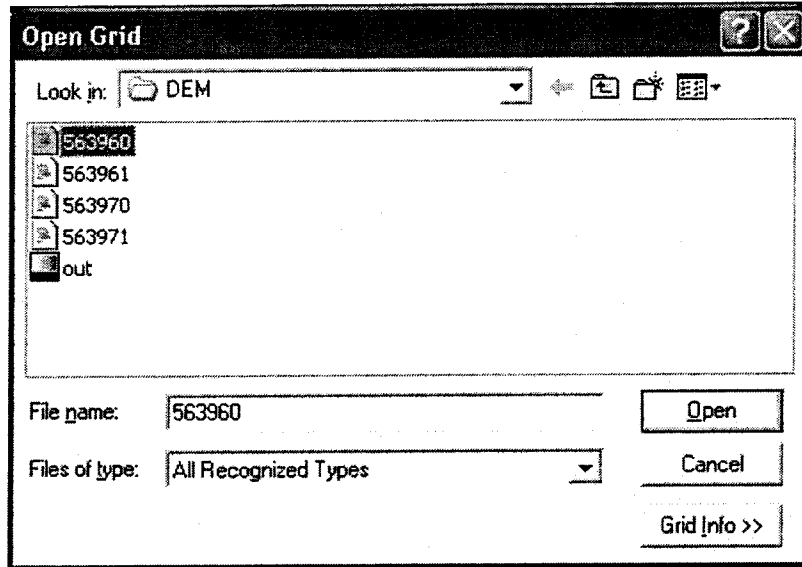 Open Grid
Look in: DEM
563960
563961
563970
563971
out
File name: 563960 Open
Files of type: All Recognized Types Cancel
Grid Info >>